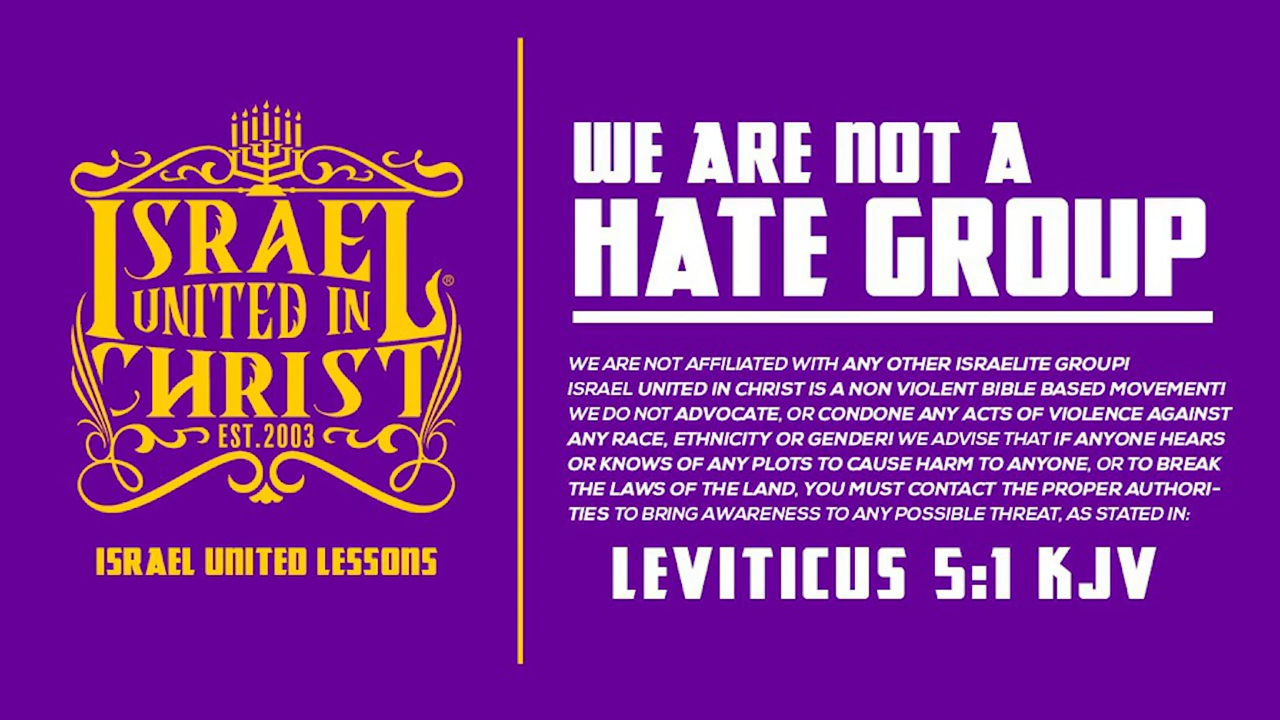 ISRAEL
UNITED IN
CHRIST®
EST.2003
ISRAEL UNITED LESSONS
WE ARE NOT A
HATE GROUP
WE ARE NOT AFFILIATED WITH ANY OTHER ISRAELITE GROUP!
ISRAEL UNITED IN CHRIST IS A NON VIOLENT BIBLE BASED MOVEMENT!
WE DO NOT ADVOCATE, OR CONDONE ANY ACTS OF VIOLENCE AGAINST
ANY RACE, ETHNICITY OR GENDER! WE ADVISE THAT IF ANYONE HEARS
OR KNOWS OF ANY PLOTS TO CAUSE HARM TO ANYONE, OR TO BREAK
THE LAWS OF THE LAND, YOU MUST CONTACT THE PROPER AUTHORI-
TIES TO BRING AWARENESS TO ANY POSSIBLE THREAT, AS STATED IN:
LEVITICUS 5:1 KJV